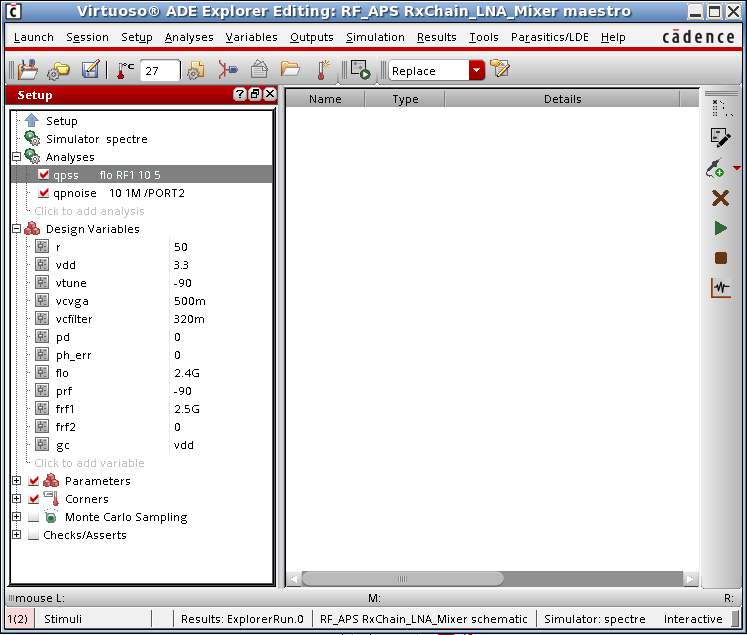 Virtuoso® ADE Explorer Editing: RF_APS RxChain_LNA_Mixer maestro
Launch Session Setup Analyses Variables Outputs Simulation Results Tools Parasitics/LDE Help cādence
°C 27 Replace
Setup
Name Type Details
Setup
Simulator spectre
Analyses
qpss flo RF1 10 5
qpnoise 10 1M /PORT2
Click to add analysis
Design Variables
r 50
vdd 3.3
vtune -90
vcvga 500m
vcfilter 320m
pd 0
ph_err 0
flo 2.4G
prf -90
frf1 2.5G
frf2 0
gc vdd
Click to add variable
Parameters
Corners
Monte Carlo Sampling
Checks/Asserts
mouse L: M: R:
1(2) Stimuli Results: ExplorerRun.0 RF_APS RxChain_LNA_Mixer schematic Simulator: spectre Interactive